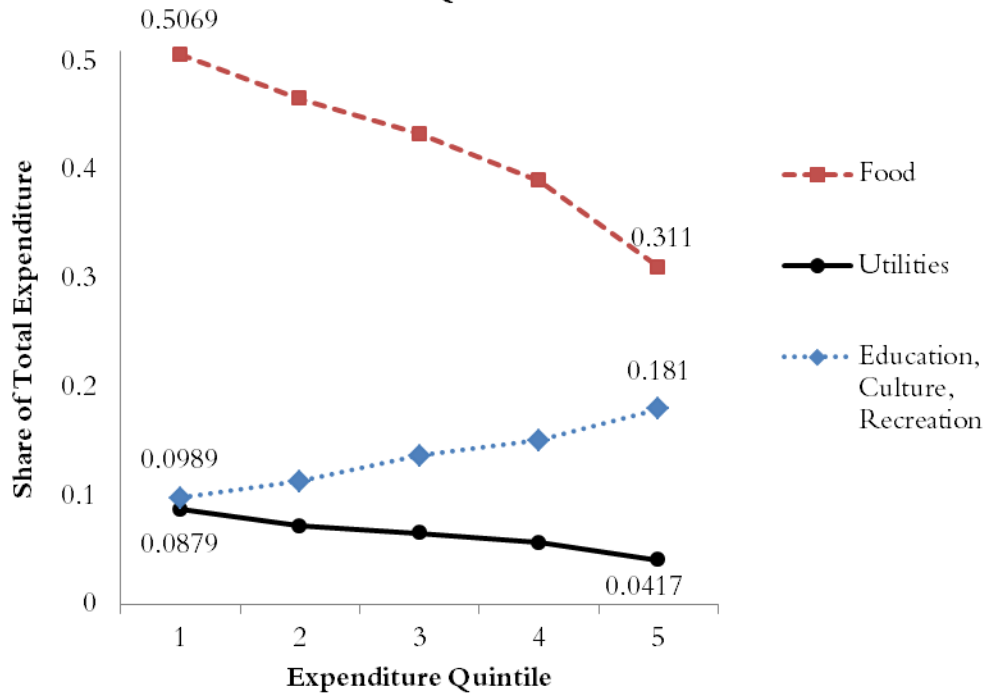 0.5069
0.5
0.4
0.3
0.2
0.1
0
0.311
0.181
0.0989
0.0879
0.0417
1 2 3 4 5
Expenditure Quintile
Share of Total Expenditure
Food
Utilities
Education,
Culture,
Recreation